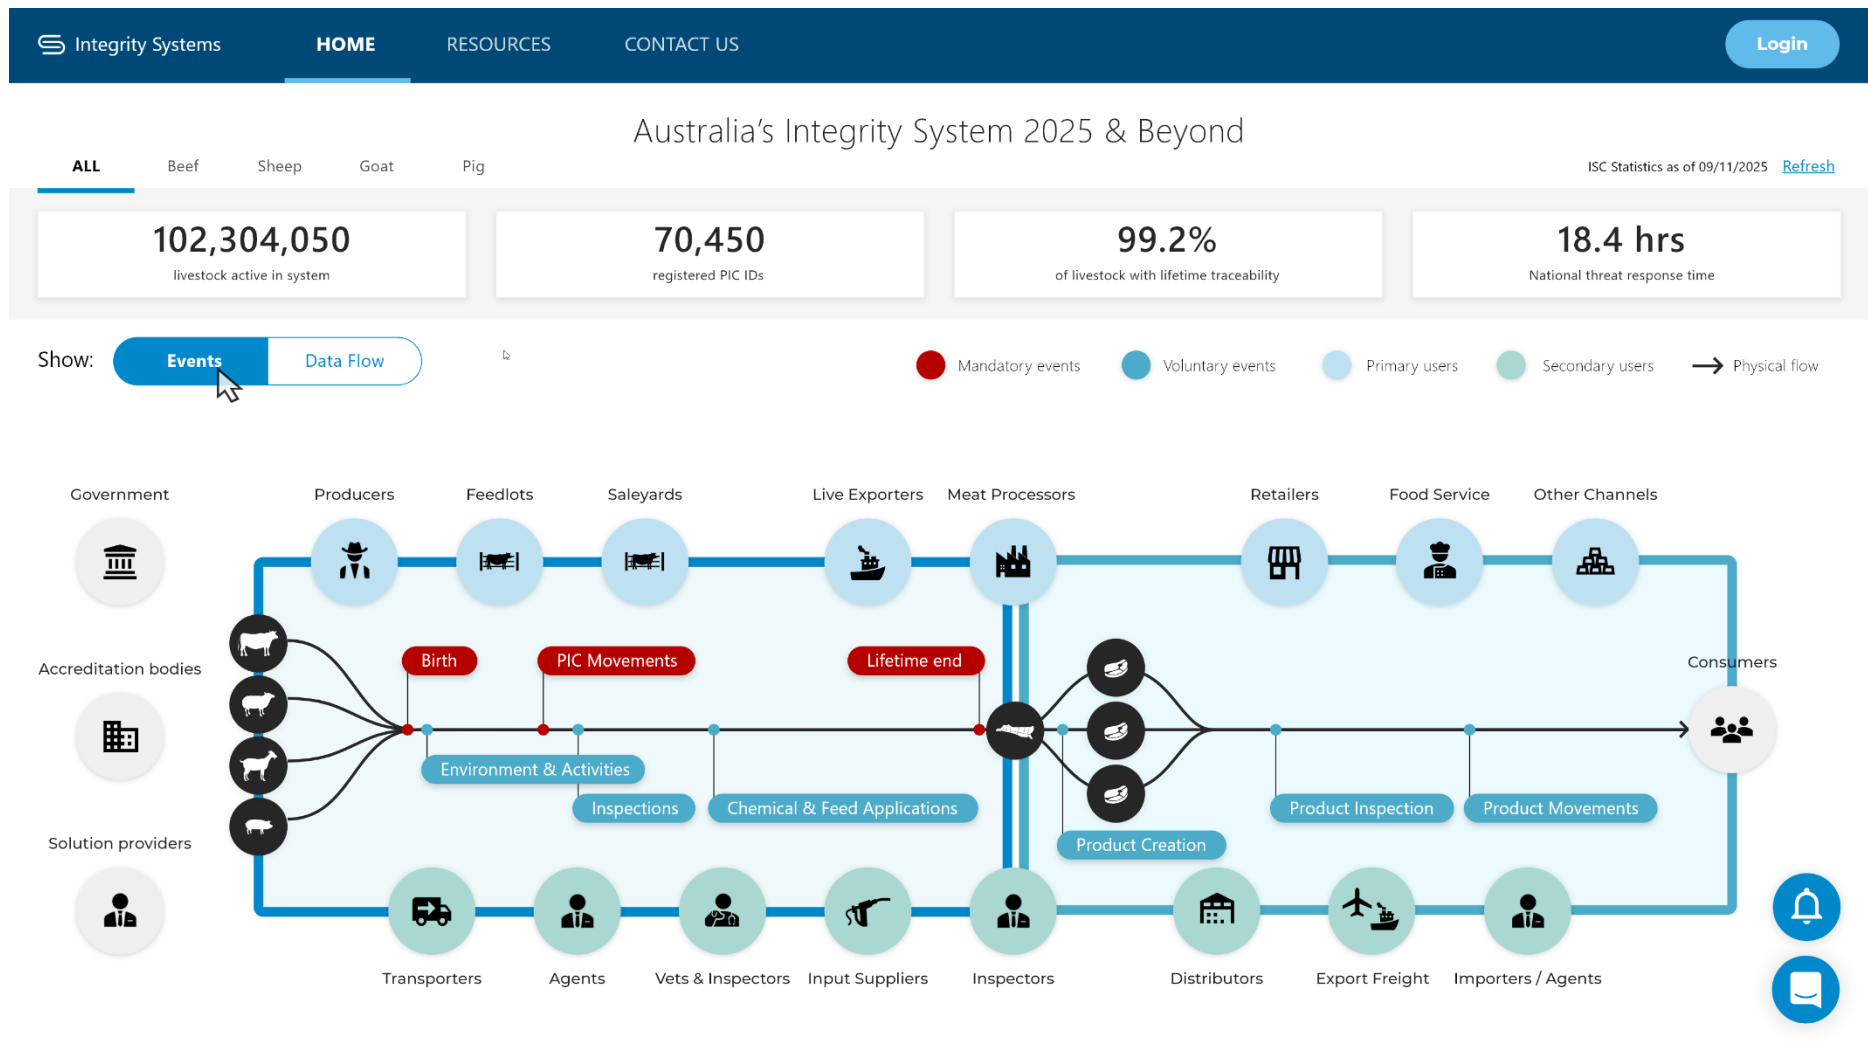 Integrity Systems
HOME
RESOURCES
CONTACT US
Login
Australia's Integrity System 2025 & Beyond
ALL
Beef
Sheep
Goat
Pig
ISC Statistics as of 09/11/2025
Refresh
102,304,050
livestock active in system
70,450
registered PIC IDs
99.2%
of livestock with lifetime traceability
18.4 hrs
National threat response time
Show:
Events
Data Flow
Mandatory events
Voluntary events
Primary users
Secondary users
Physical flow
Government
Producers
Feedlots
Saleyards
Live Exporters
Meat Processors
Retailers
Food Service
Other Channels
Birth
PIC Movements
Lifetime end
Accreditation bodies
Consumers
Environment & Activities
Inspections
Chemical & Feed Applications
Product Inspection
Product Movements
Product Creation
Solution providers
Transporters
Agents
Vets & Inspectors
Input Suppliers
Inspectors
Distributors
Export Freight
Importers / Agents